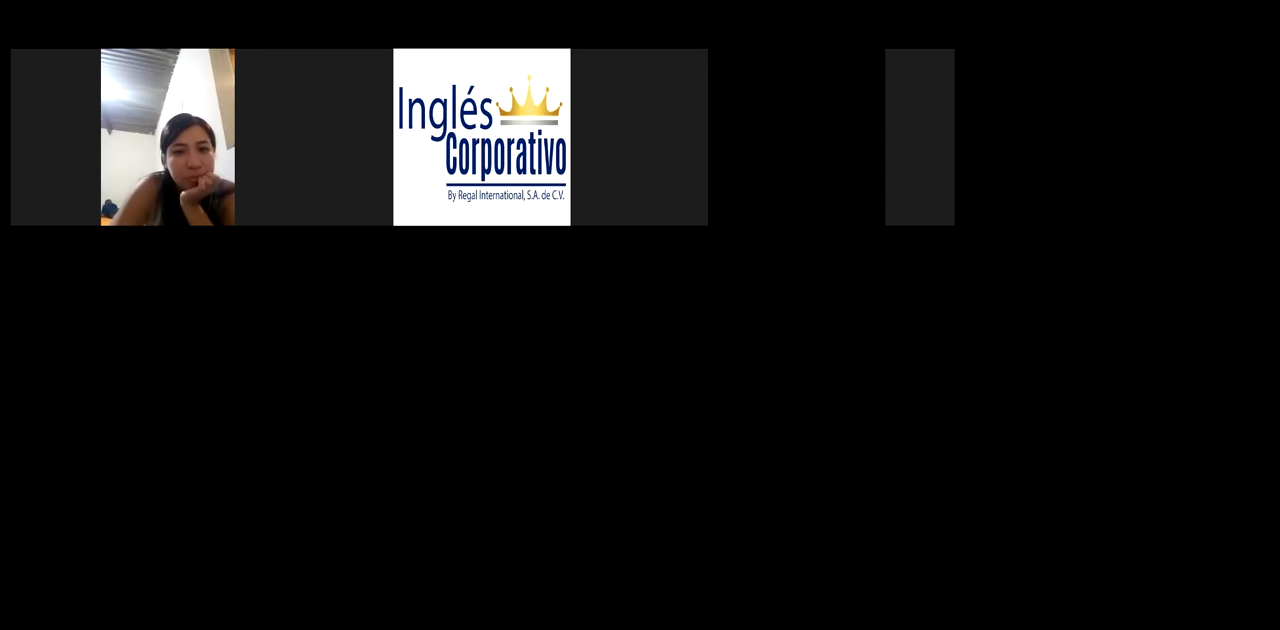 Inglés
Corporativo
By Regal International, S.A. de C.V.